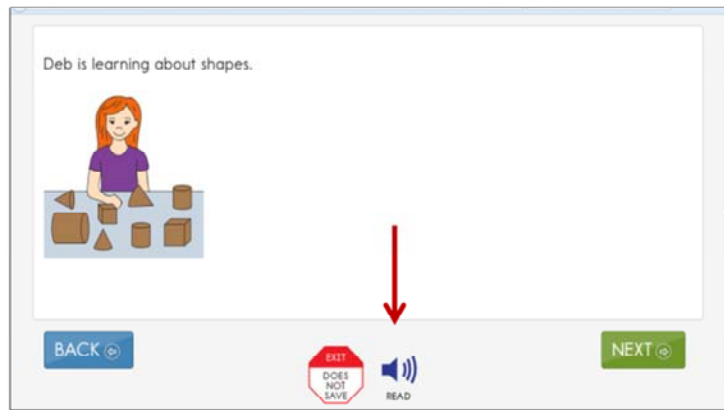 Deb is learning about shapes.
BACK
EXIT
DOES
NOT
SAVE
READ
NEXT